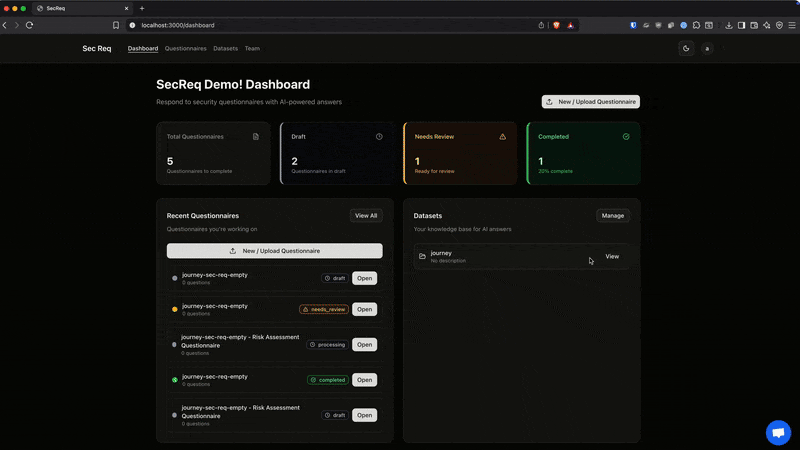 SecReq
localhost:3000/dashboard
Sec Req
Dashboard
Questionnaires
Datasets
Team
a
SecReq Demo! Dashboard
Respond to security questionnaires with AI-powered answers
New / Upload Questionnaire
Total Questionnaires
5
Questionnaires to complete
Draft
2
Questionnaires in draft
Needs Review
1
Ready for review
Completed
1
20% complete
Recent Questionnaires
View All
Questionnaires you're working on
New / Upload Questionnaire
journey-sec-req-empty
0 questions
draft
Open
journey-sec-req-empty
0 questions
needs_review
Open
journey-sec-req-empty - Risk Assessment
Questionnaire
0 questions
processing
Open
journey-sec-req-empty
0 questions
completed
Open
journey-sec-req-empty - Risk Assessment
Questionnaire
0 questions
draft
Open
Datasets
Manage
Your knowledge base for AI answers
journey
No description
View